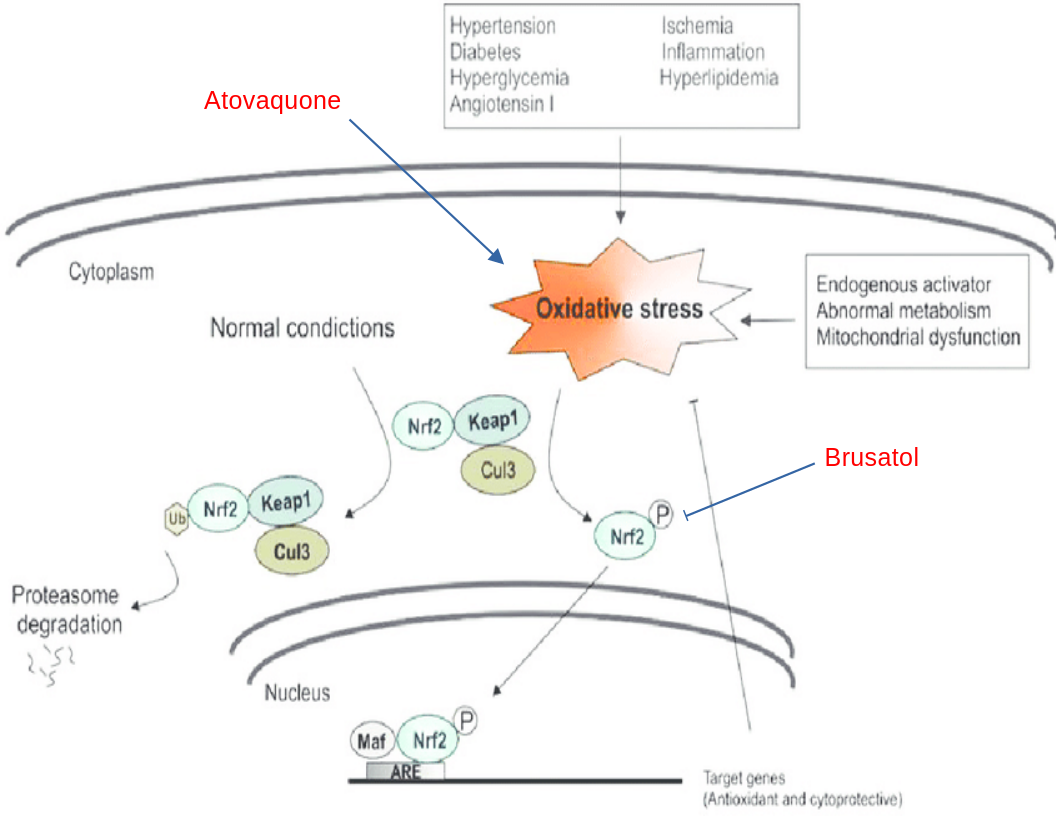 Hypertension Ischemia
Diabetes Inflammation
Hyperglycemia Hyperlipidemia
Angiotensin I
Atovaquone
Cytoplasm
Oxidative stress
Endogenous activator
Abnormal metabolism
Mitochondrial dysfunction
Normal condictions
Nrf2 Keap1
Cul3
Brusatol
Ub Nrf2 Keap1
Cul3
Nrf2 P
Proteasome
degradation
Nucleus
Maf Nrf2 P
ARE
Target genes
(Antioxidant and cytoprotective)